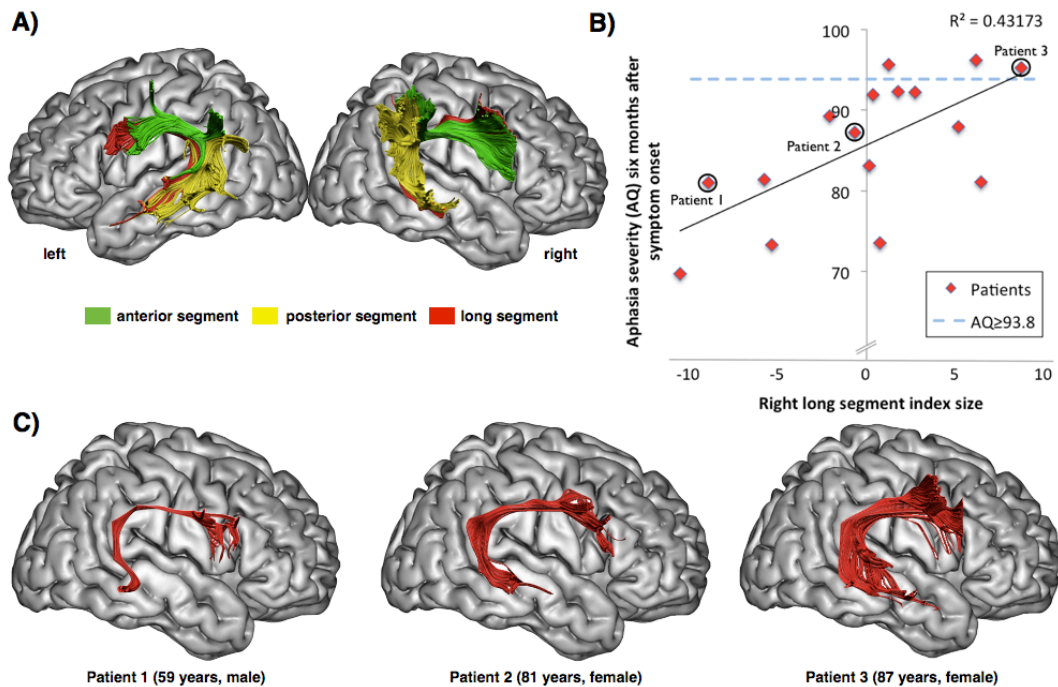 A)
left
right
anterior segment
posterior segment
long segment
B)
R² = 0.43173
Aphasia severity (AQ) six months after
symptom onset
100
90
80
70
Patient 3
Patient 2
Patient 1
Patients
AQ≥93.8
-10
-5
0
5
10
Right long segment index size
C)
Patient 1 (59 years, male)
Patient 2 (81 years, female)
Patient 3 (87 years, female)